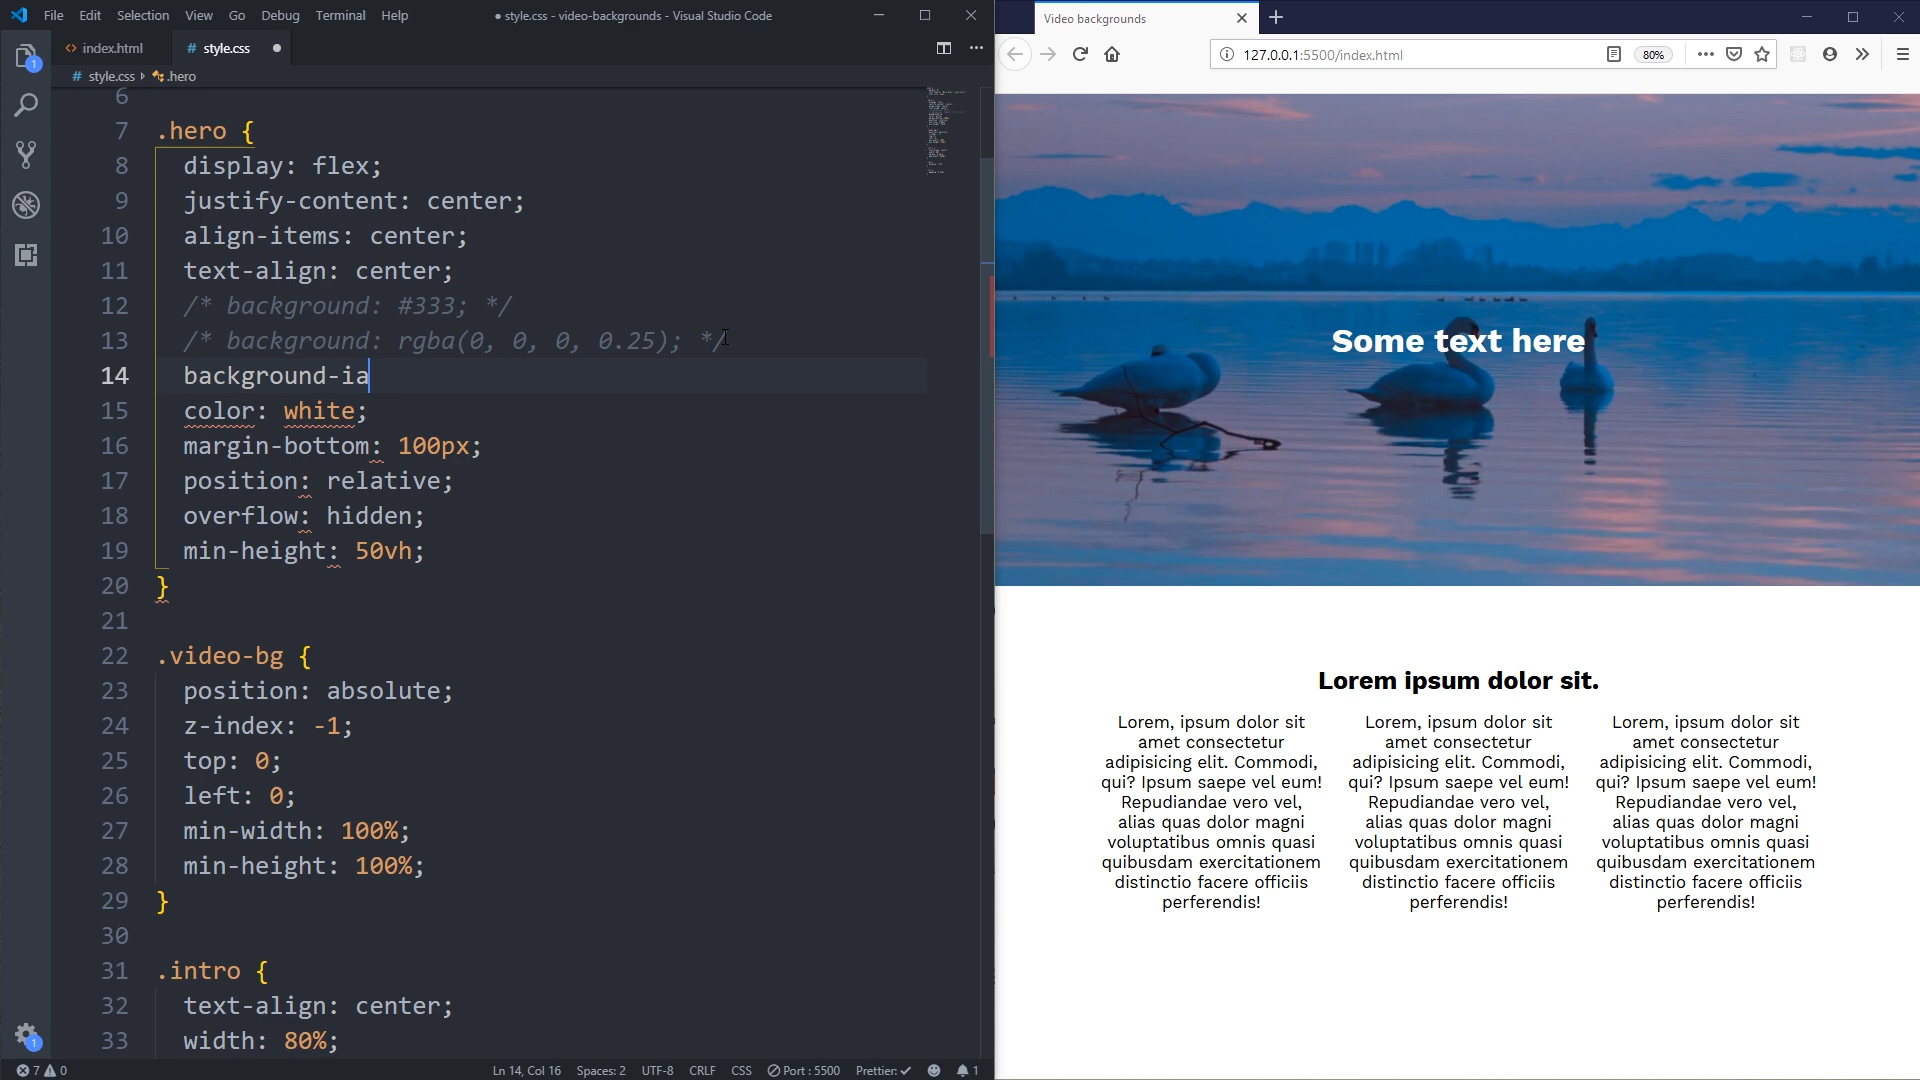 File Edit Selection View Go Debug Terminal Help
● style.css - video-backgrounds - Visual Studio Code
<> index.html
# style.css ●
# style.css › .hero
6
7 .hero {
8 display: flex;
9 justify-content: center;
10 align-items: center;
11 text-align: center;
12 /* background: #333; */
13 /* background: rgba(0, 0, 0, 0.25); */
14 background-ia
15 color: white;
16 margin-bottom: 100px;
17 position: relative;
18 overflow: hidden;
19 min-height: 50vh;
20 }
21
22 .video-bg {
23 position: absolute;
24 z-index: -1;
25 top: 0;
26 left: 0;
27 min-width: 100%;
28 min-height: 100%;
29 }
30
31 .intro {
32 text-align: center;
33 width: 80%;
1
1
7 0
Ln 14, Col 16 Spaces: 2 UTF-8 CRLF CSS Port : 5500 Prettier: ✓ 1
Video backgrounds
127.0.0.1:5500/index.html
80%
Some text here
Lorem ipsum dolor sit.
Lorem, ipsum dolor sit
amet consectetur
adipisicing elit. Commodi,
qui? Ipsum saepe vel eum!
Repudiandae vero vel,
alias quas dolor magni
voluptatibus omnis quasi
quibusdam exercitationem
distinctio facere officiis
perferendis!
Lorem, ipsum dolor sit
amet consectetur
adipisicing elit. Commodi,
qui? Ipsum saepe vel eum!
Repudiandae vero vel,
alias quas dolor magni
voluptatibus omnis quasi
quibusdam exercitationem
distinctio facere officiis
perferendis!
Lorem, ipsum dolor sit
amet consectetur
adipisicing elit. Commodi,
qui? Ipsum saepe vel eum!
Repudiandae vero vel,
alias quas dolor magni
voluptatibus omnis quasi
quibusdam exercitationem
distinctio facere officiis
perferendis!